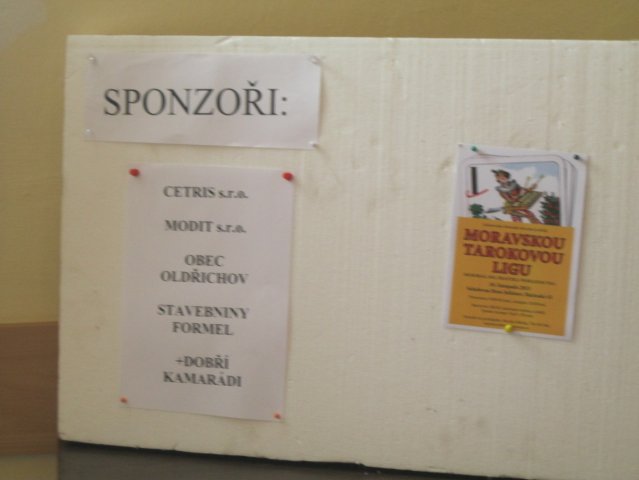 SPONZOŘI:
CETRIS s.r.o.
MODIT s.r.o.
OBEC
OLDŘICHOV
STAVEBNINY
FORMEL
+DOBŘÍ
KAMARÁDI
I
MORAVSKOU
TAROKOVOU
LIGU